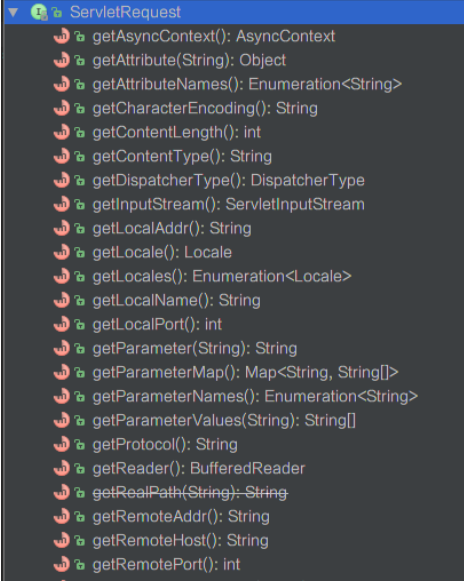 ServletRequest
getAsyncContext(): AsyncContext
getAttribute(String): Object
getAttributeNames(): Enumeration<String>
getCharacterEncoding(): String
getContentLength(): int
getContentType(): String
getDispatcherType(): DispatcherType
getInputStream(): ServletInputStream
getLocalAddr(): String
getLocale(): Locale
getLocales(): Enumeration<Locale>
getLocalName(): String
getLocalPort(): int
getParameter(String): String
getParameterMap(): Map<String, String[]>
getParameterNames(): Enumeration<String>
getParameterValues(String): String[]
getProtocol(): String
getReader(): BufferedReader
getRealPath(String): String
getRemoteAddr(): String
getRemoteHost(): String
getRemotePort(): int